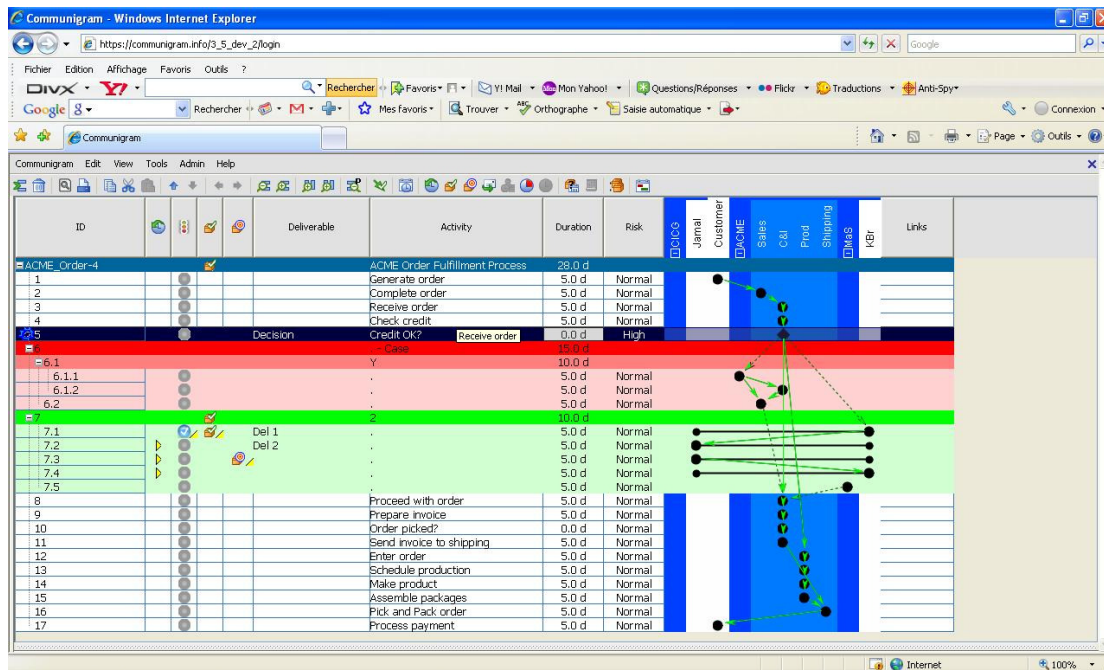 Communigram - Windows Internet Explorer
https://communigram.info/3_5_dev_2/login
Google
Fichier Edition Affichage Favoris Outils ?
DIVX Y! Rechercher Favoris Y! Mail Mon Yahoo! Questions/Réponses Flickr Traductions Anti-Spy
Google Rechercher Mes favoris Trouver Orthographe Saisie automatique Connexion
Communigram Page Outils
Communigram Edit View Tools Admin Help X
ID Deliverable Activity Duration Risk CICG Jamal Customer ACME Sales C&I Prod Shipping MaS KBr Links
ACME_Order-4 ACME Order Fulfillment Process 28.0 d
1 Generate order 5.0 d Normal
2 Complete order 5.0 d Normal
3 Receive order 5.0 d Normal
4 Check credit 5.0 d Normal
5 Decision Credit OK? Receive order 0.0 d High
6 - Case 15.0 d
6.1 Y 10.0 d
6.1.1 . 5.0 d Normal
6.1.2 . 5.0 d Normal
6.2 . 5.0 d Normal
7 2 10.0 d
7.1 Del 1 . 5.0 d Normal
7.2 Del 2 . 5.0 d Normal
7.3 . 5.0 d Normal
7.4 . 5.0 d Normal
7.5 . 5.0 d Normal
8 Proceed with order 5.0 d Normal
9 Prepare invoice 5.0 d Normal
10 Order picked? 0.0 d Normal
11 Send invoice to shipping 5.0 d Normal
12 Enter order 5.0 d Normal
13 Schedule production 5.0 d Normal
14 Make product 5.0 d Normal
15 Assemble packages 5.0 d Normal
16 Pick and Pack order 5.0 d Normal
17 Process payment 5.0 d Normal
Internet 100%